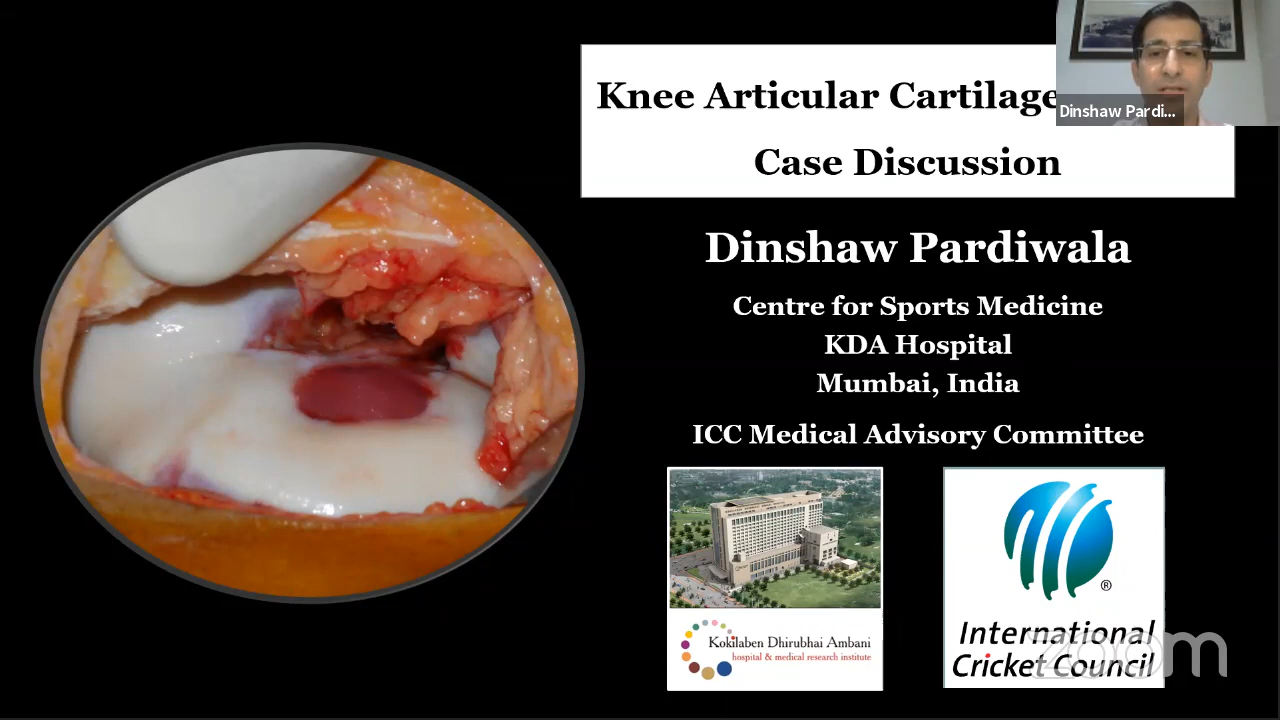 Knee Articular Cartilage
Case Discussion
Dinshaw Pardi...
Dinshaw Pardiwala
Centre for Sports Medicine
KDA Hospital
Mumbai, India
ICC Medical Advisory Committee
Kokilaben Dhirubhai Ambani
hospital & medical research institute
®
International
Cricket Council
zoom